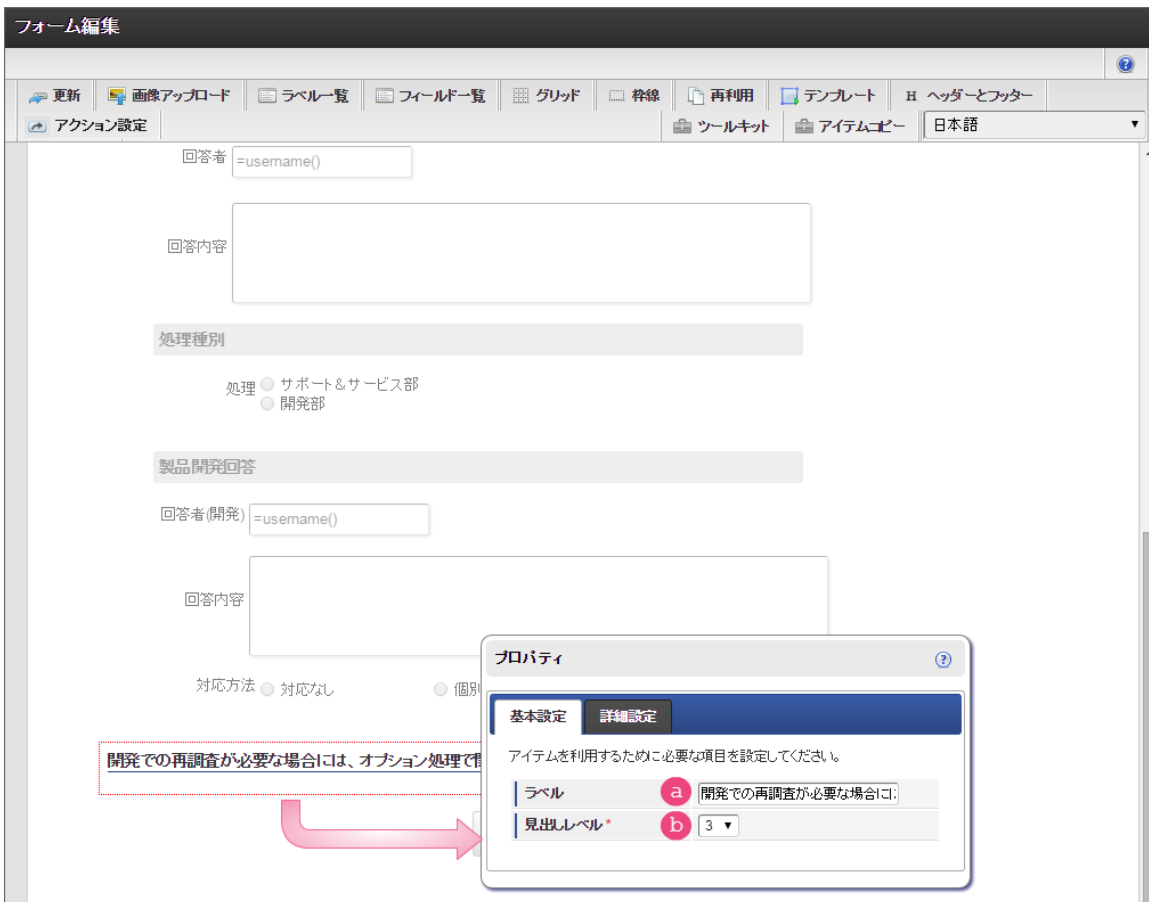 フォーム編集
更新 画像アップロード ラベル一覧 フィールド一覧 グリッド 枠線 再利用 テンプレート H ヘッダーとフッター
アクション設定 ツールキット アイテムコピー 日本語
回答者 =username()
回答内容
処理種別
処理 サポート＆サービス部
開発部
製品開発回答
回答者(開発) =username()
回答内容
対応方法 対応なし 個別
開発での再調査が必要な場合には、オプション処理で
プロパティ
基本設定 詳細設定
アイテムを利用するために必要な項目を設定してください。
ラベル a 開発での再調査が必要な場合には
見出しレベル* b 3